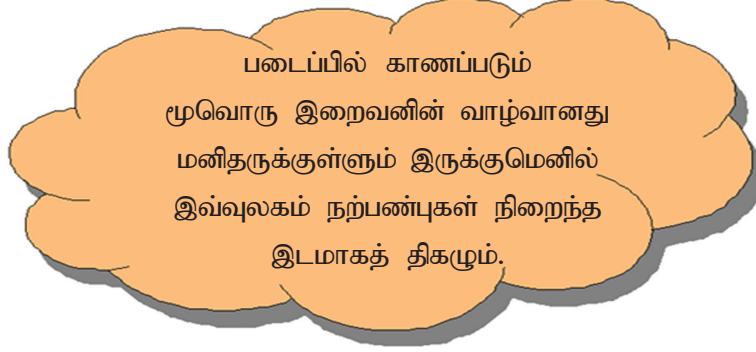 படைப்பில் காணப்படும்
மூவொரு இறைவனின் வாழ்வானது
மனிதருக்குள்ளும் இருக்குமெனில்
இவ்வுலகம் நற்பண்புகள் நிறைந்த
இடமாகத் திகழும்.